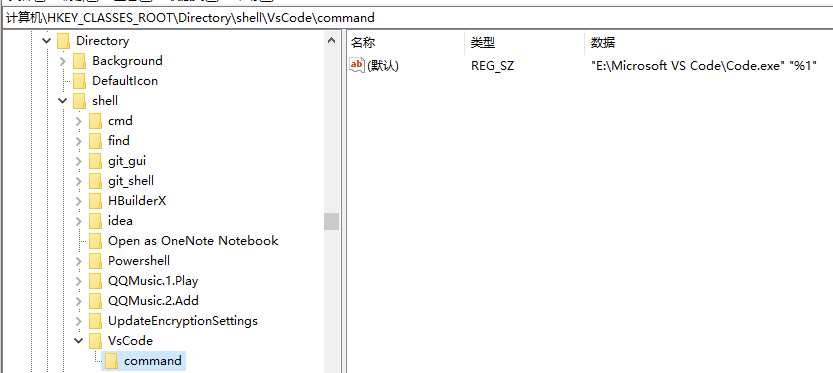 计算机\HKEY_CLASSES_ROOT\Directory\shell\VsCode\command
Directory
Background
DefaultIcon
shell
cmd
find
git_gui
git_shell
HBuilderX
idea
Open as OneNote Notebook
Powershell
QQMusic.1.Play
QQMusic.2.Add
UpdateEncryptionSettings
VsCode
command
名称 类型 数据
ab (默认) REG_SZ "E:\Microsoft VS Code\Code.exe" "%1"